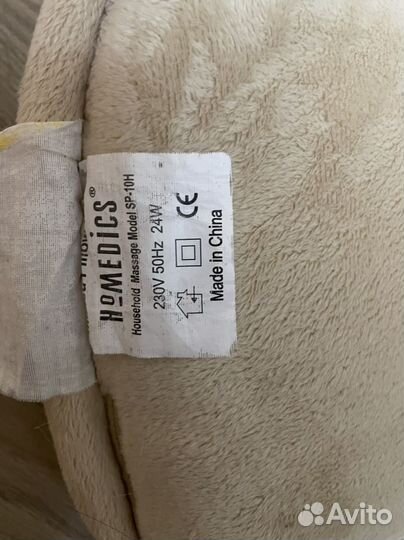 HoMEDiCS®
Household Massage Model SP-10H
230V 50Hz 24W
CE
Made in China
Avito